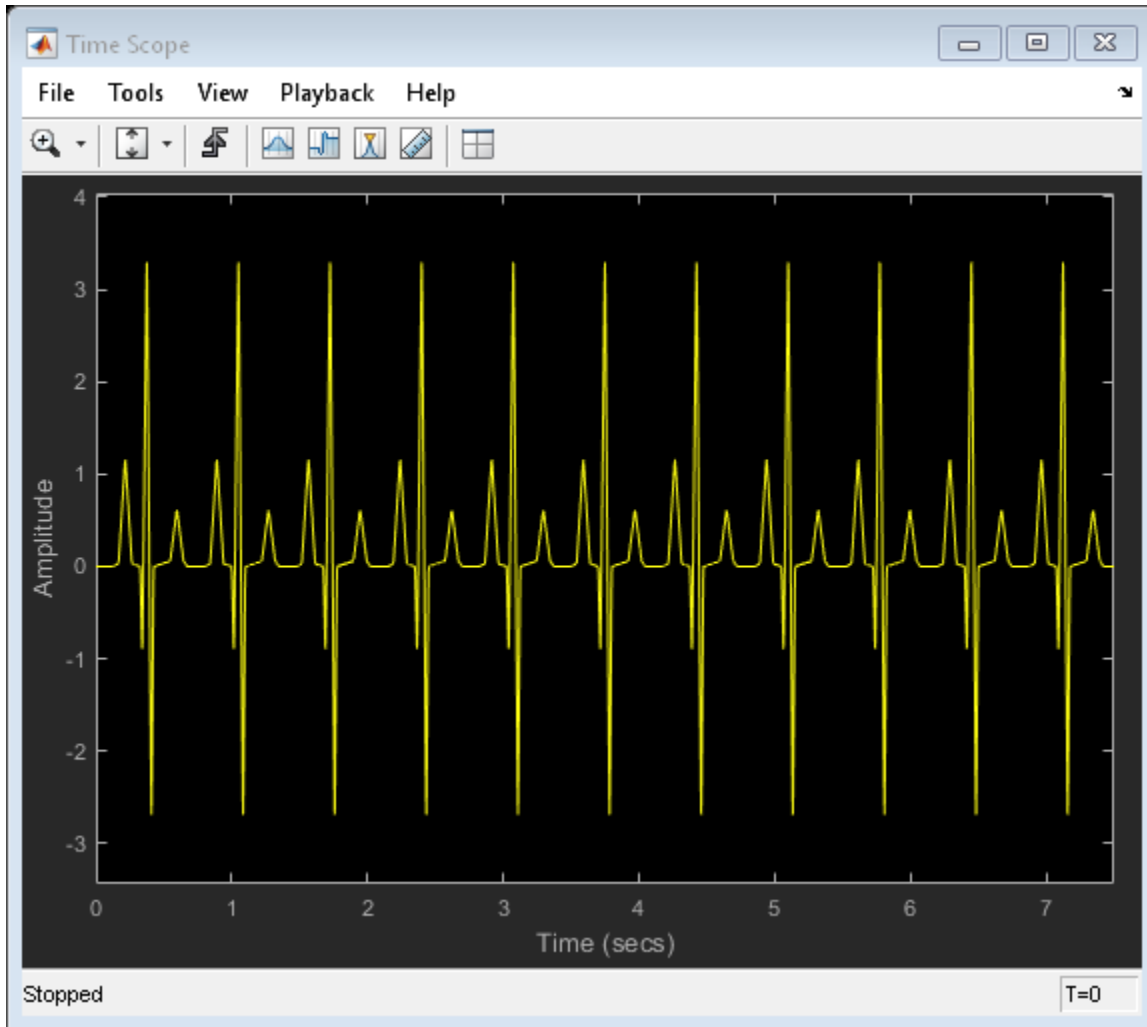 Time Scope
File Tools View Playback Help
4
3
2
1
0
-1
-2
-3
Amplitude
0 1 2 3 4 5 6 7
Time (secs)
Stopped T=0